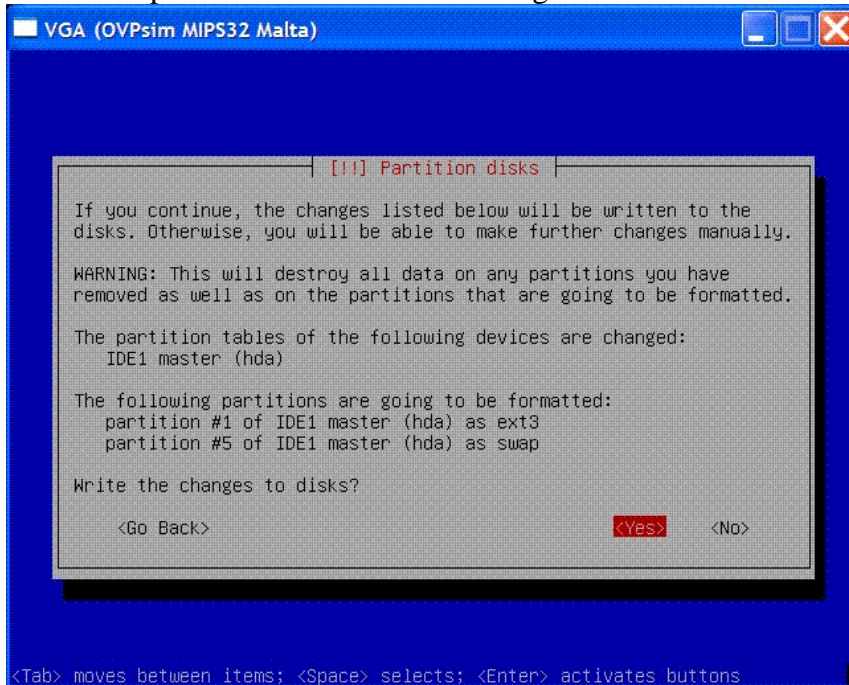 VGA (OVPsim MIPS32 Malta)
[!!] Partition disks
If you continue, the changes listed below will be written to the
disks. Otherwise, you will be able to make further changes manually.
WARNING: This will destroy all data on any partitions you have
removed as well as on the partitions that are going to be formatted.
The partition tables of the following devices are changed:
IDE1 master (hda)
The following partitions are going to be formatted:
partition #1 of IDE1 master (hda) as ext3
partition #5 of IDE1 master (hda) as swap
Write the changes to disks?
<Go Back> <Yes> <No>
<Tab> moves between items; <Space> selects; <Enter> activates buttons